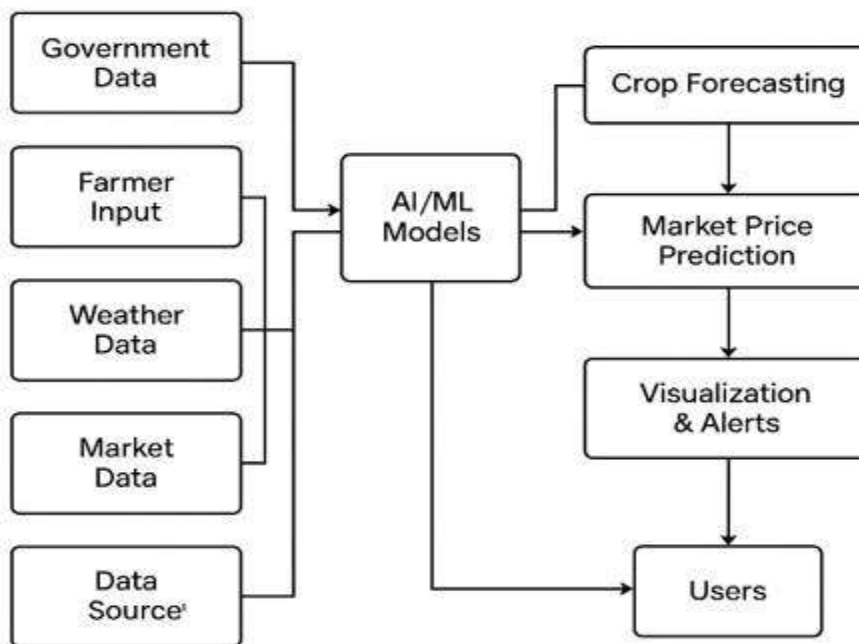 Government
Data
Farmer
Input
Weather
Data
Market
Data
Data
Source
AI/ML
Models
Crop Forecasting
Market Price
Prediction
Visualization
& Alerts
Users